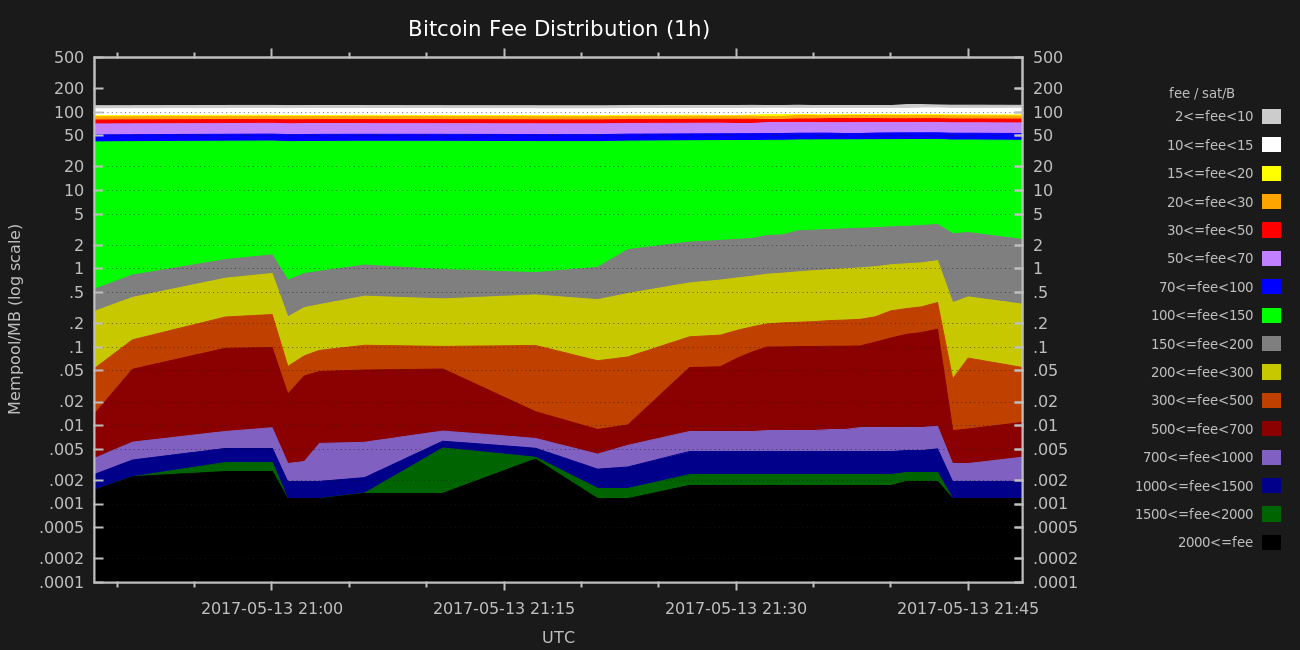 Bitcoin Fee Distribution (1h)
500 500
200 200
100 100
50 50
20 20
10 10
5 5
2 2
1 1
.5 .5
.2 .2
.1 .1
.05 .05
.02 .02
.01 .01
.005 .005
.002 .002
.001 .001
.0005 .0005
.0002 .0002
.0001 .0001
Mempool/MB (log scale)
2017-05-13 21:00 2017-05-13 21:15 2017-05-13 21:30 2017-05-13 21:45
UTC
fee / sat/B
2<=fee<10
10<=fee<15
15<=fee<20
20<=fee<30
30<=fee<50
50<=fee<70
70<=fee<100
100<=fee<150
150<=fee<200
200<=fee<300
300<=fee<500
500<=fee<700
700<=fee<1000
1000<=fee<1500
1500<=fee<2000
2000<=fee